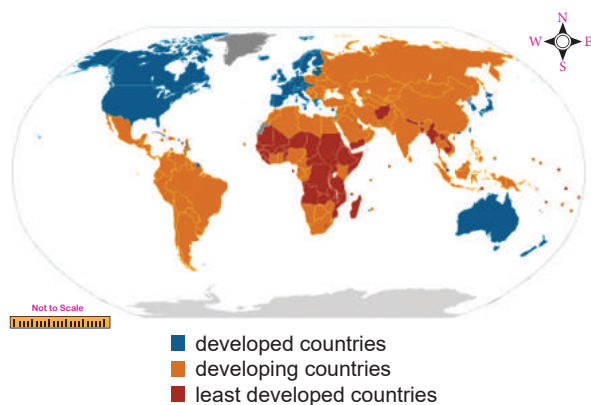 N
W E
S
Not to Scale
developed countries
developing countries
least developed countries